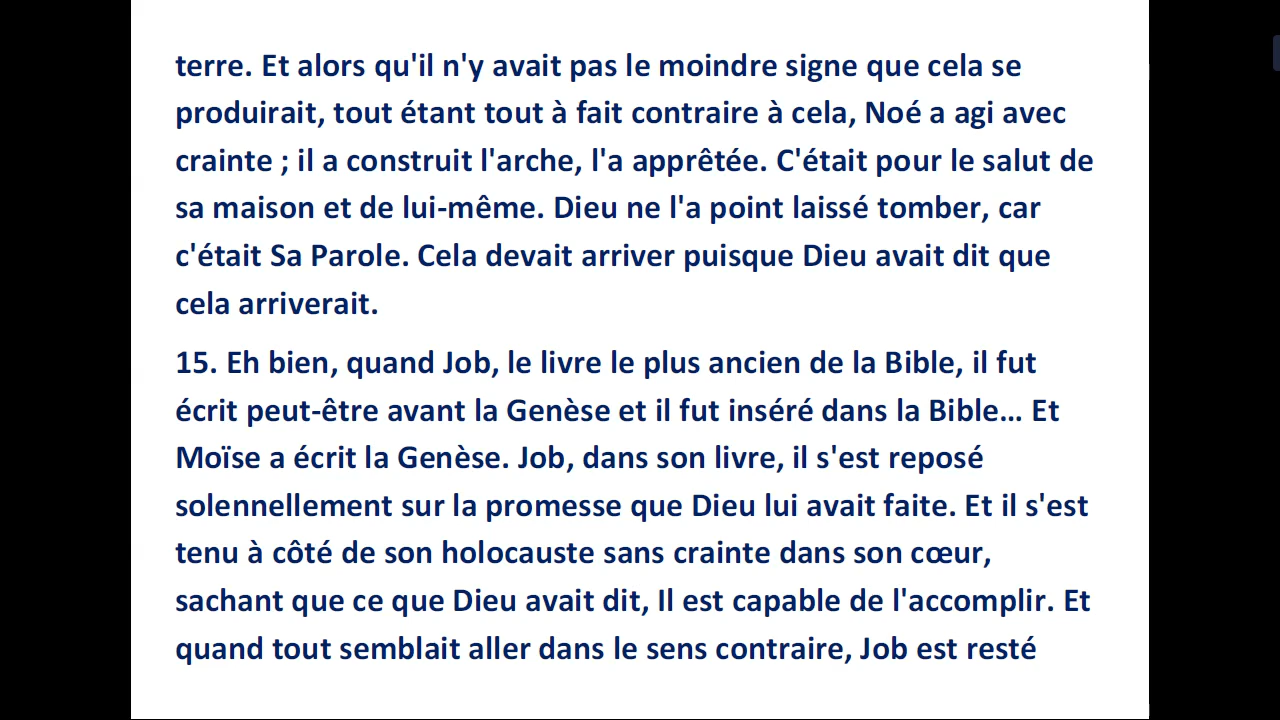 terre. Et alors qu'il n'y avait pas le moindre signe que cela se
produirait, tout étant tout à fait contraire à cela, Noé a agi avec
crainte ; il a construit l'arche, l'a apprêtée. C'était pour le salut de
sa maison et de lui-même. Dieu ne l'a point laissé tomber, car
c'était Sa Parole. Cela devait arriver puisque Dieu avait dit que
cela arriverait.
15. Eh bien, quand Job, le livre le plus ancien de la Bible, il fut
écrit peut-être avant la Genèse et il fut inséré dans la Bible... Et
Moïse a écrit la Genèse. Job, dans son livre, il s'est reposé
solennellement sur la promesse que Dieu lui avait faite. Et il s'est
tenu à côté de son holocauste sans crainte dans son cœur,
sachant que ce que Dieu avait dit, Il est capable de l'accomplir. Et
quand tout semblait aller dans le sens contraire, Job est resté